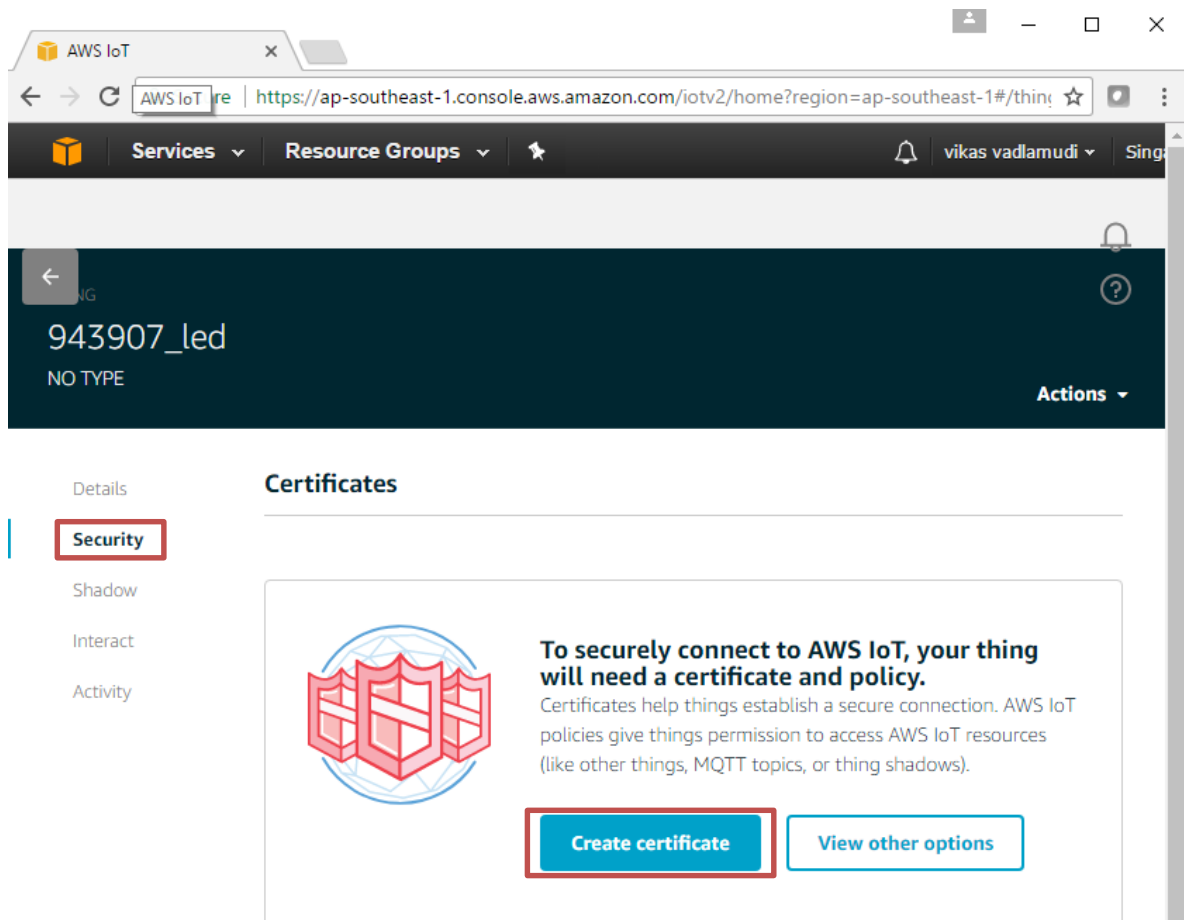 AWS IoT
AWS IoT re https://ap-southeast-1.console.aws.amazon.com/iotv2/home?region=ap-southeast-1#/thing
Services Resource Groups vikas vadlamudi Singa
NG
943907_led
NO TYPE
Actions
Details
Security
Shadow
Interact
Activity
Certificates
To securely connect to AWS IoT, your thing
will need a certificate and policy.
Certificates help things establish a secure connection. AWS IoT
policies give things permission to access AWS IoT resources
(like other things, MQTT topics, or thing shadows).
Create certificate View other options